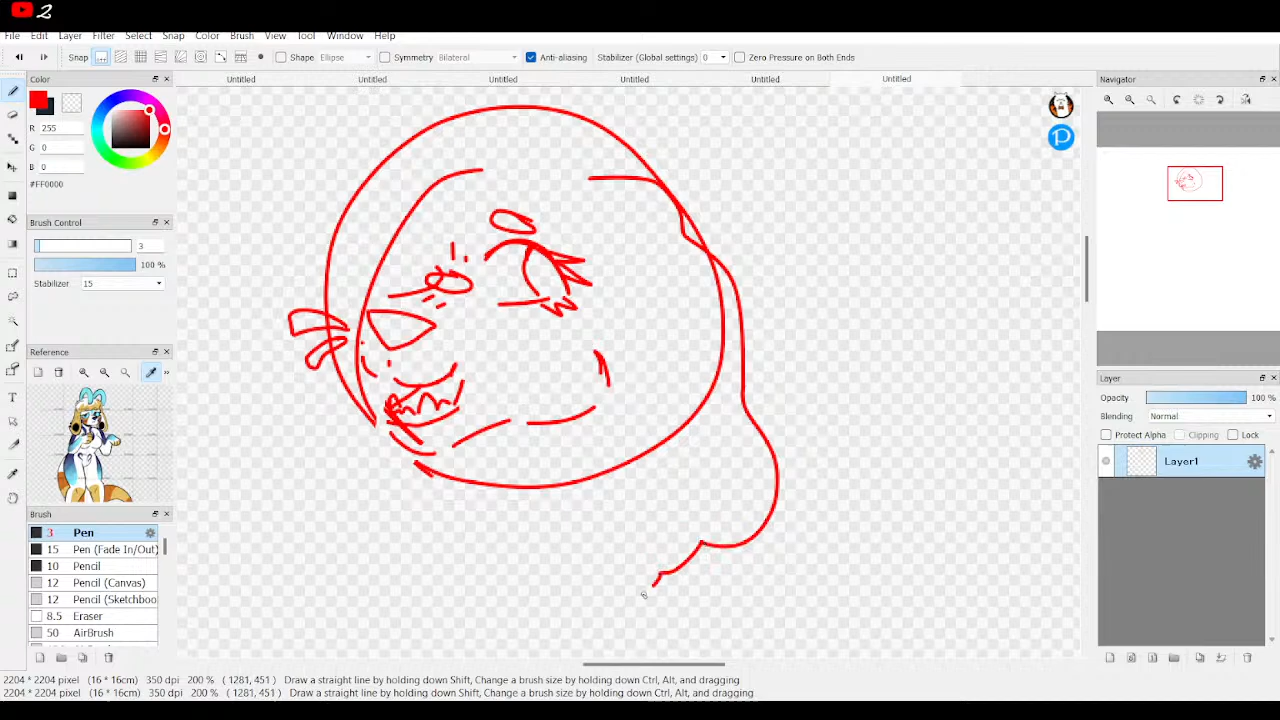 2
File Edit Layer Filter Select Snap Color Brush View Tool Window Help
Snap Shape Ellipse Symmetry Bilateral Anti-aliasing Stabilizer (Global settings) 0 Zero Pressure on Both Ends
Color
Untitled Untitled Untitled Untitled Untitled Untitled
Navigator
R 255
G 0
B 0
#FF0000
Brush Control
3
100 %
Stabilizer 15
Reference
»
Brush
3 Pen
15 Pen (Fade In/Out)
10 Pencil
12 Pencil (Canvas)
12 Pencil (Sketchboo
8.5 Eraser
50 AirBrush
P
Layer
Opacity 100 %
Blending Normal
Protect Alpha Clipping Lock
Layer1
2204 * 2204 pixel (16 * 16cm) 350 dpi 200 % ( 1281, 451 ) Draw a straight line by holding down Shift, Change a brush size by holding down Ctrl, Alt, and dragging
2204 * 2204 pixel (16 * 16cm) 350 dpi 200 % ( 1281, 451 ) Draw a straight line by holding down Shift, Change a brush size by holding down Ctrl, Alt, and dragging